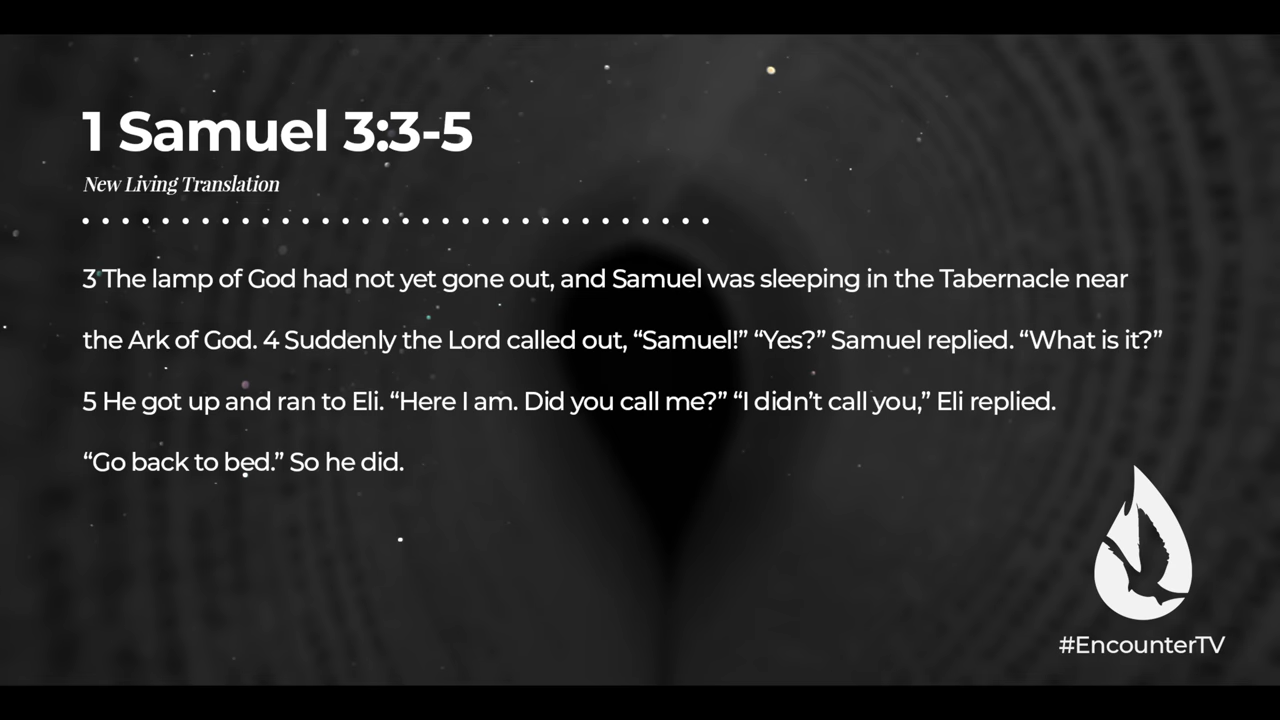 1 Samuel 3:3-5
New Living Translation
3 The lamp of God had not yet gone out, and Samuel was sleeping in the Tabernacle near
the Ark of God. 4 Suddenly the Lord called out, “Samuel!” “Yes?” Samuel replied. “What is it?”
5 He got up and ran to Eli. “Here I am. Did you call me?” “I didn’t call you,” Eli replied.
“Go back to bed.” So he did.
#EncounterTV